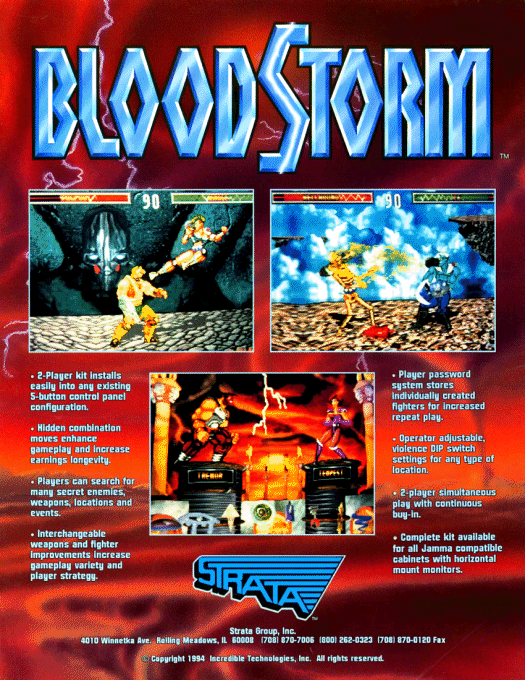 BLOODSTORM
TM
90
90
TREMOR
TEMPEST
• 2-Player kit installs
easily into any existing
5-button control panel
configuration.
• Hidden combination
moves enhance
gameplay and increase
earnings longevity.
• Players can search for
many secret enemies,
weapons, locations and
events.
• Interchangeable
weapons and fighter
improvements increase
gameplay variety and
player strategy.
• Player password
system stores
individually created
fighters for increased
repeat play.
• Operator adjustable,
violence DIP switch
settings for any type of
location.
• 2-player simultaneous
play with continuous
buy-in.
• Complete kit available
for all Jamma compatible
cabinets with horizontal
mount monitors.
STRATA
TM
Strata Group, Inc.
4010 Winnetka Ave. Rolling Meadows, IL 60008 (708) 870-7006 (800) 262-0323 (708) 870-0120 Fax
© Copyright 1994 Incredible Technologies, Inc. All rights reserved.